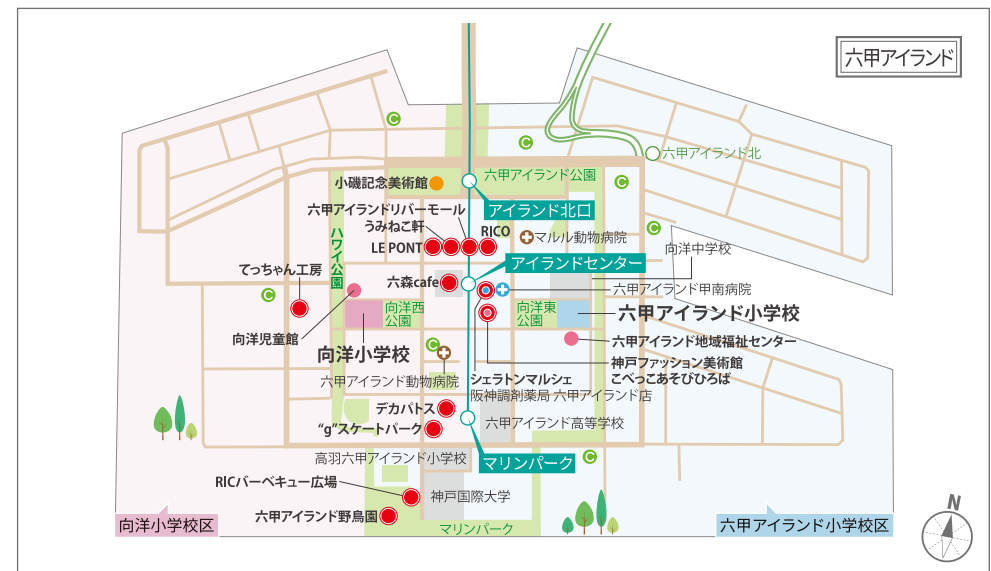 六甲アイランド
C
C
六甲アイランド北
六甲アイランド公園
小磯記念美術館
C
アイランド北口
六甲アイランドリバーモール
うみねこ軒
RICO
LE PONT
マルル動物病院
C
向洋中学校
ハワイ公園
アイランドセンター
てっちゃん工房
六森cafe
六甲アイランド甲南病院
C
向洋西
公園
向洋東
公園
六甲アイランド小学校
向洋児童館
向洋小学校
C
六甲アイランド地域福祉センター
神戸ファッション美術館
こべっこあそびひろば
六甲アイランド動物病院
シェラトンマルシェ
阪神調剤薬局 六甲アイランド店
デカパトス
“g”スケートパーク
六甲アイランド高等学校
高羽六甲アイランド小学校
マリンパーク
C
RICバーベキュー広場
神戸国際大学
六甲アイランド野鳥園
マリンパーク
向洋小学校区
六甲アイランド小学校区
N